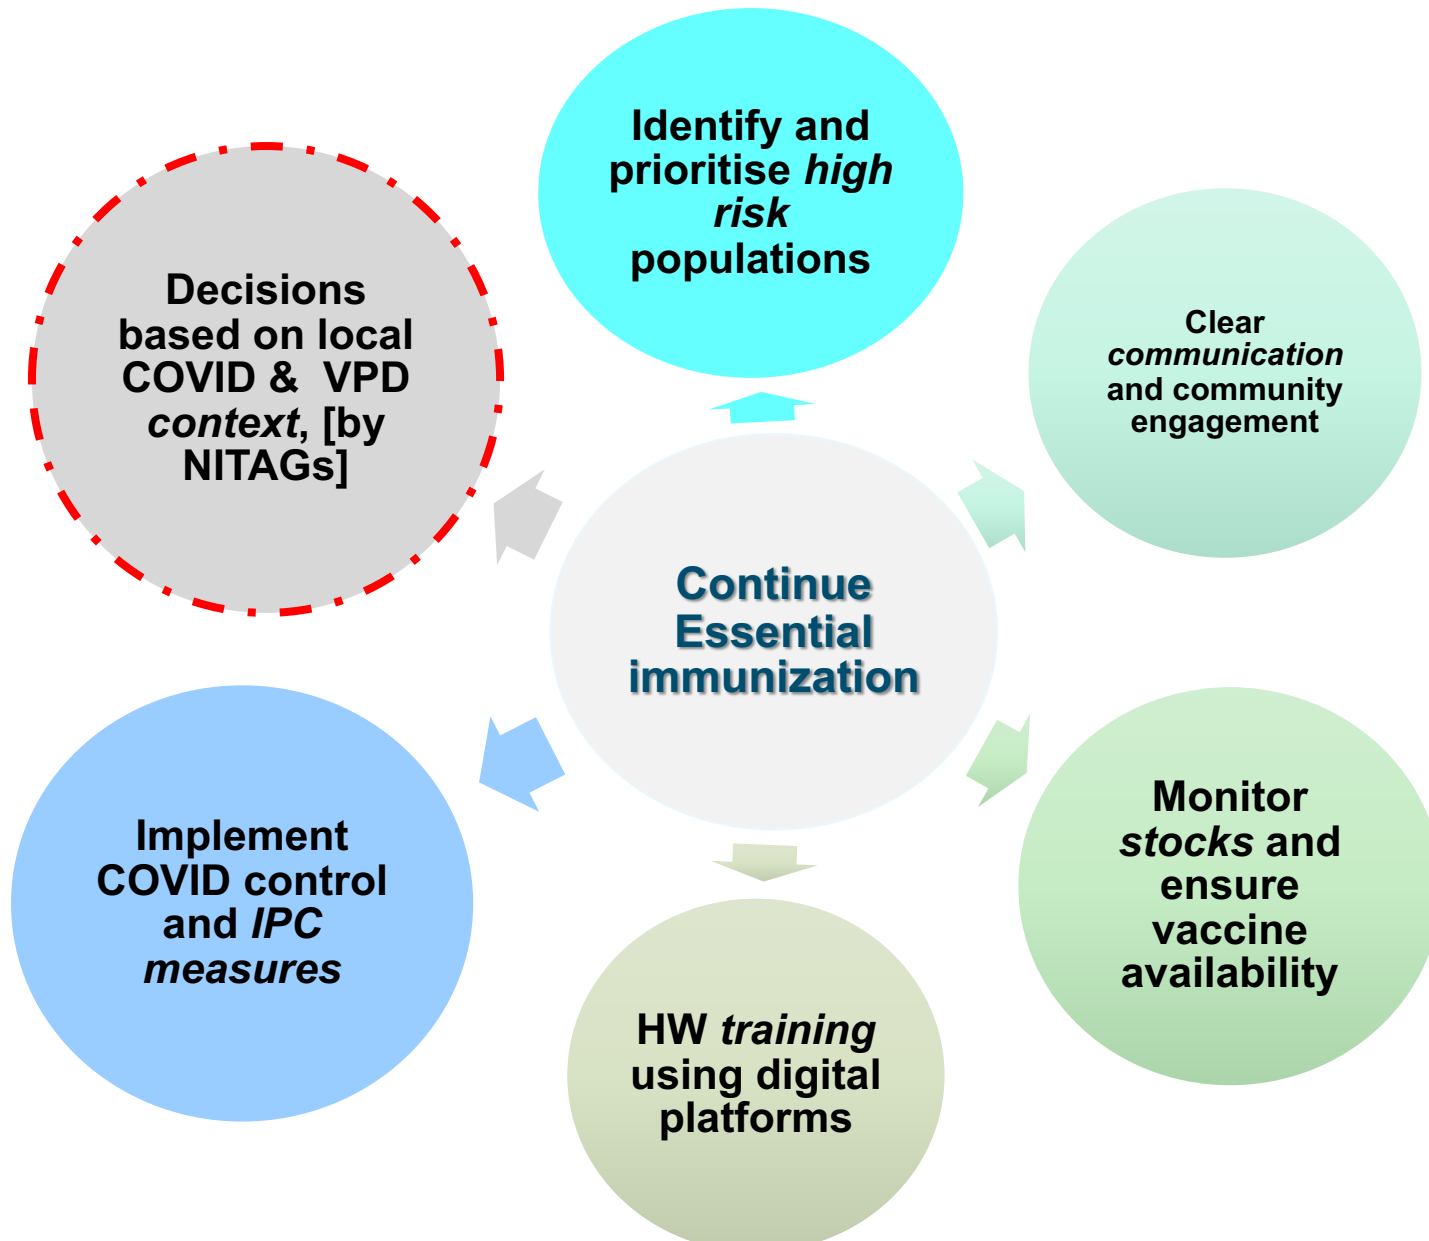 Identify and
prioritise high
risk
populations
Decisions
based on local
COVID & VPD
context, [by
NITAGs]
Clear
communication
and community
engagement
Continue
Essential
immunization
Implement
COVID control
and IPC
measures
Monitor
stocks and
ensure
vaccine
availability
HW training
using digital
platforms